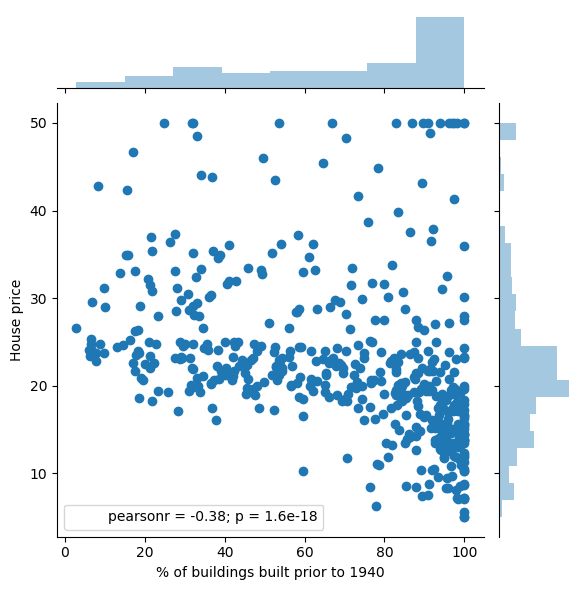 50
40
30
20
10
House price
pearsonr = -0.38; p = 1.6e-18
0 20 40 60 80 100
% of buildings built prior to 1940